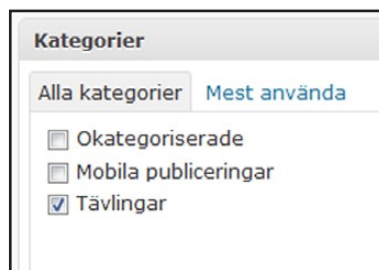 Kategorier
Alla kategorier Mest använda
Okategoriserade
Mobila publiceringar
Tävlingar